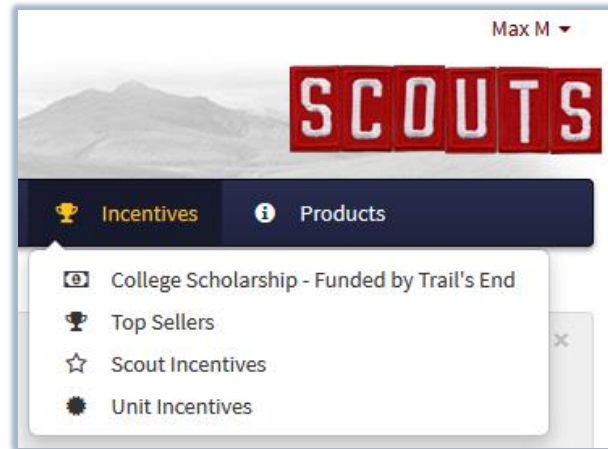 Max M
SCOUTS
Incentives Products
College Scholarship - Funded by Trail's End
Top Sellers
Scout Incentives
Unit Incentives